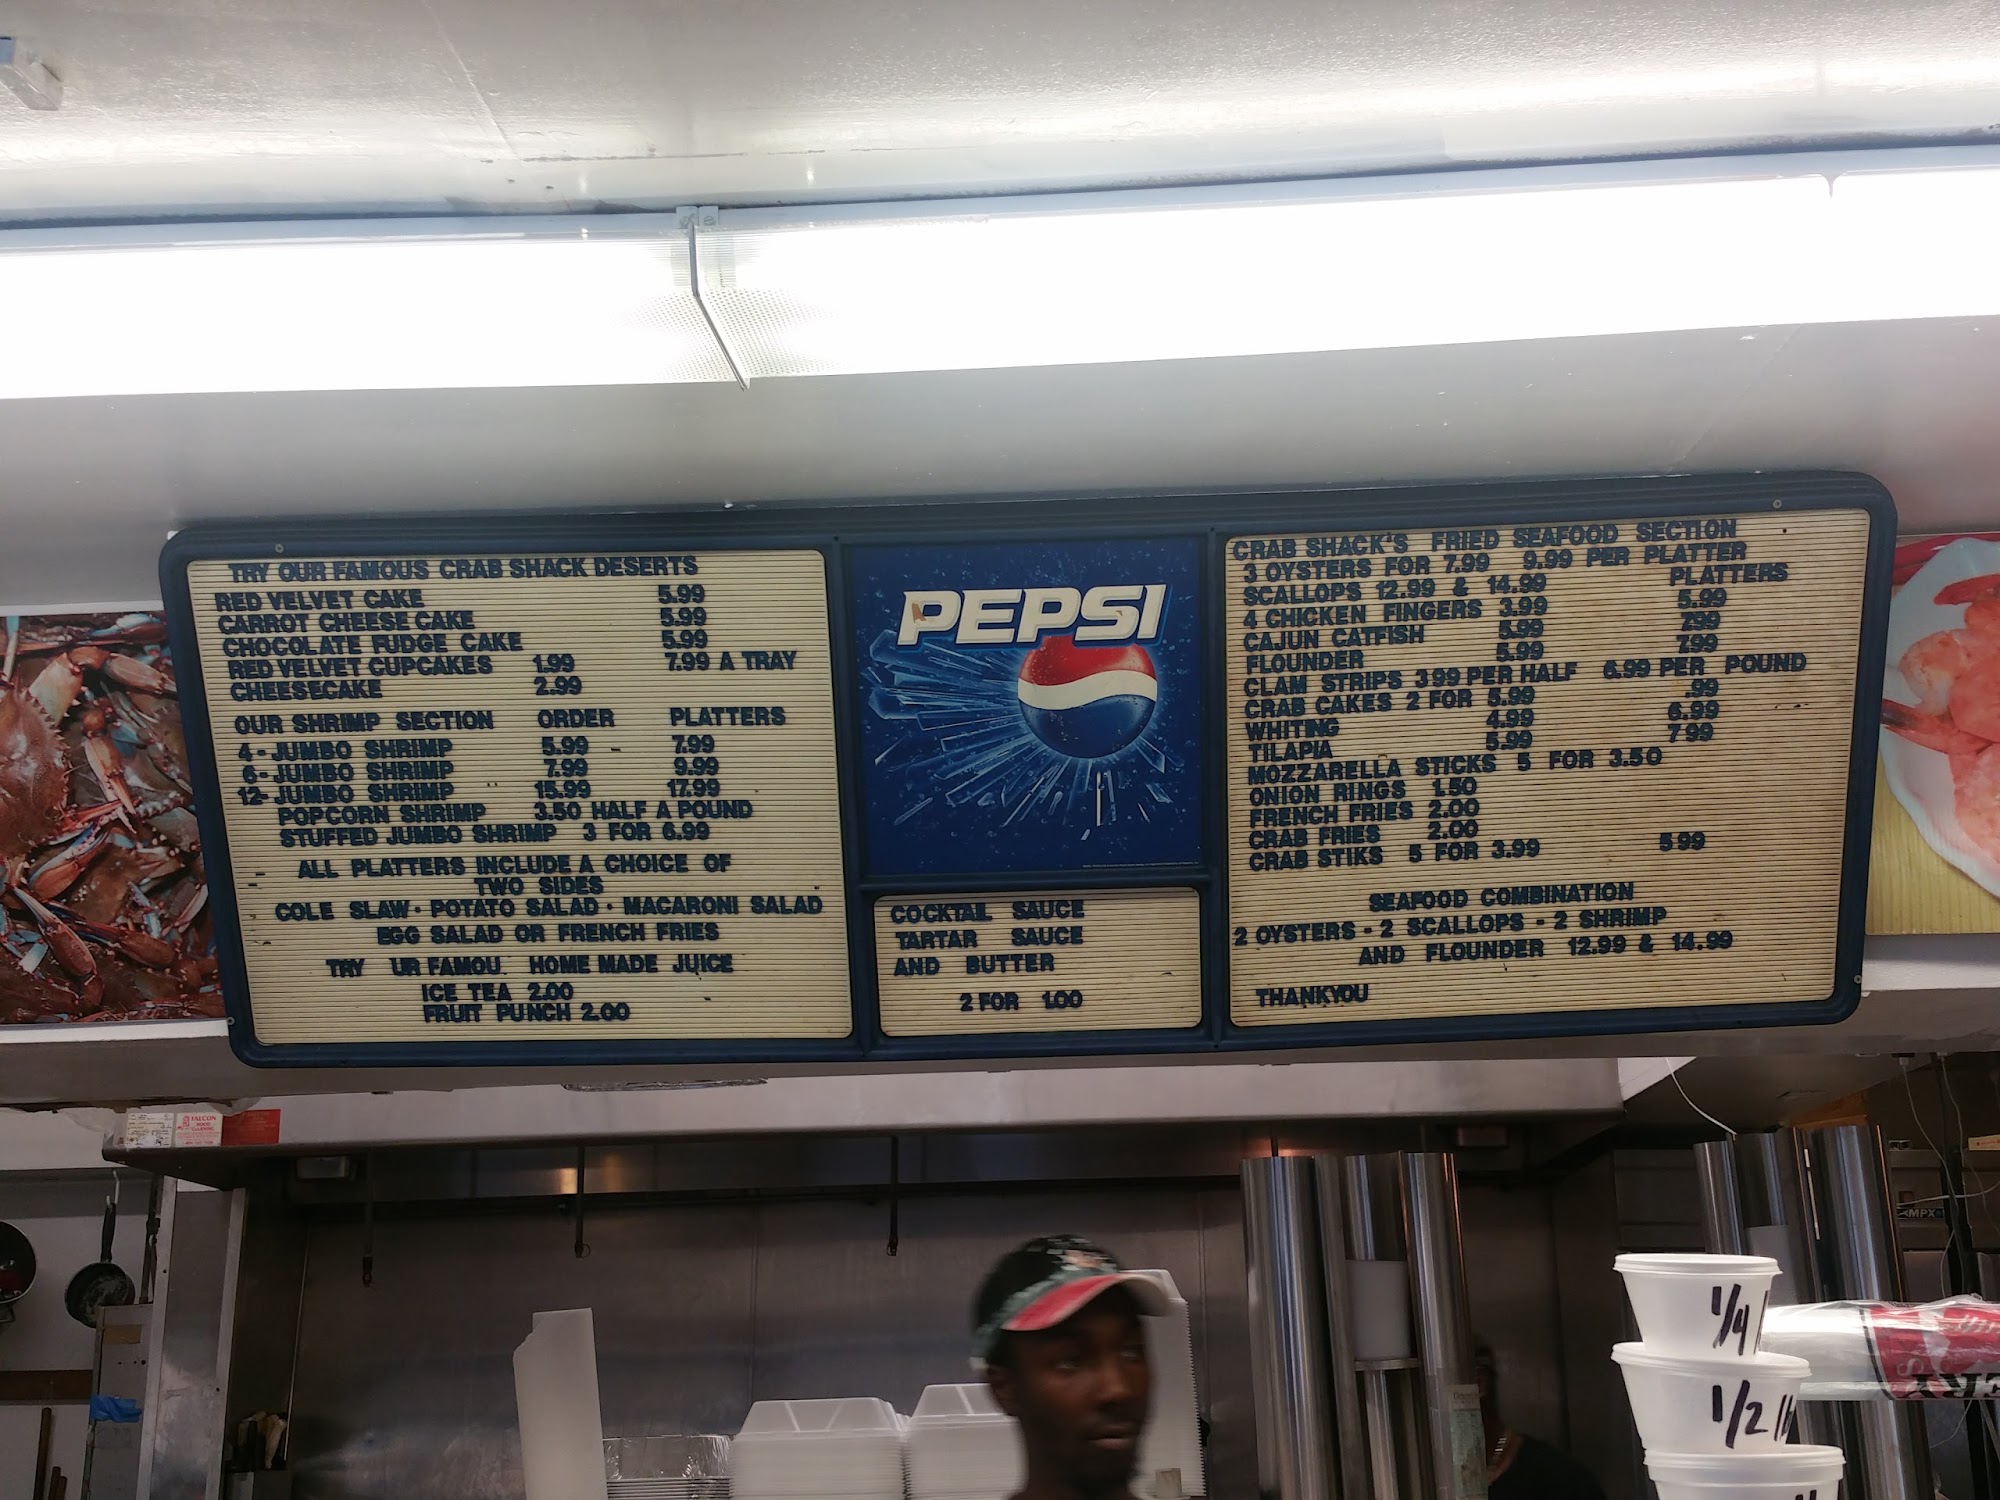 TRY OUR FAMOUS CRAB SHACK DESERTS
RED VELVET CAKE 5.99
CARROT CHEESE CAKE 5.99
CHOCOLATE FUDGE CAKE 5.99
RED VELVET CUPCAKES 1.99 7.99 A TRAY
CHEESECAKE 2.99
OUR SHRIMP SECTION ORDER PLATTERS
4-JUMBO SHRIMP 5.99 7.99
6-JUMBO SHRIMP 7.99 9.99
12-JUMBO SHRIMP 15.99 17.99
POPCORN SHRIMP 3.50 HALF A POUND
STUFFED JUMBO SHRIMP 3 FOR 6.99
ALL PLATTERS INCLUDE A CHOICE OF
TWO SIDES
COLE SLAW · POTATO SALAD · MACARONI SALAD
EGG SALAD OR FRENCH FRIES
TRY UR FAMOU HOME MADE JUICE
ICE TEA 2.00
FRUIT PUNCH 2.00
PEPSI
COCKTAIL SAUCE
TARTAR SAUCE
AND BUTTER
2 FOR 1.00
CRAB SHACK'S FRIED SEAFOOD SECTION
3 OYSTERS FOR 7.99 9.99 PER PLATTER
SCALLOPS 12.99 & 14.99 PLATTERS
4 CHICKEN FINGERS 3.99 5.99
CAJUN CATFISH 5.99 7.99
FLOUNDER 5.99 7.99
CLAM STRIPS 3.99 PER HALF 6.99 PER POUND
CRAB CAKES 2 FOR 5.99 .99
WHITING 4.99 6.99
TILAPIA 5.99 7.99
MOZZARELLA STICKS 5 FOR 3.50
ONION RINGS 1.50
FRENCH FRIES 2.00
CRAB FRIES 2.00
CRAB STIKS 5 FOR 3.99 5.99
SEAFOOD COMBINATION
2 OYSTERS - 2 SCALLOPS - 2 SHRIMP
AND FLOUNDER 12.99 & 14.99
THANKYOU
FALCON
MPX
1/4
1/2 lb